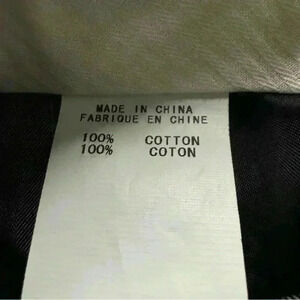 MADE IN CHINA
FABRIQUE EN CHINE
100% COTTON
100% COTON